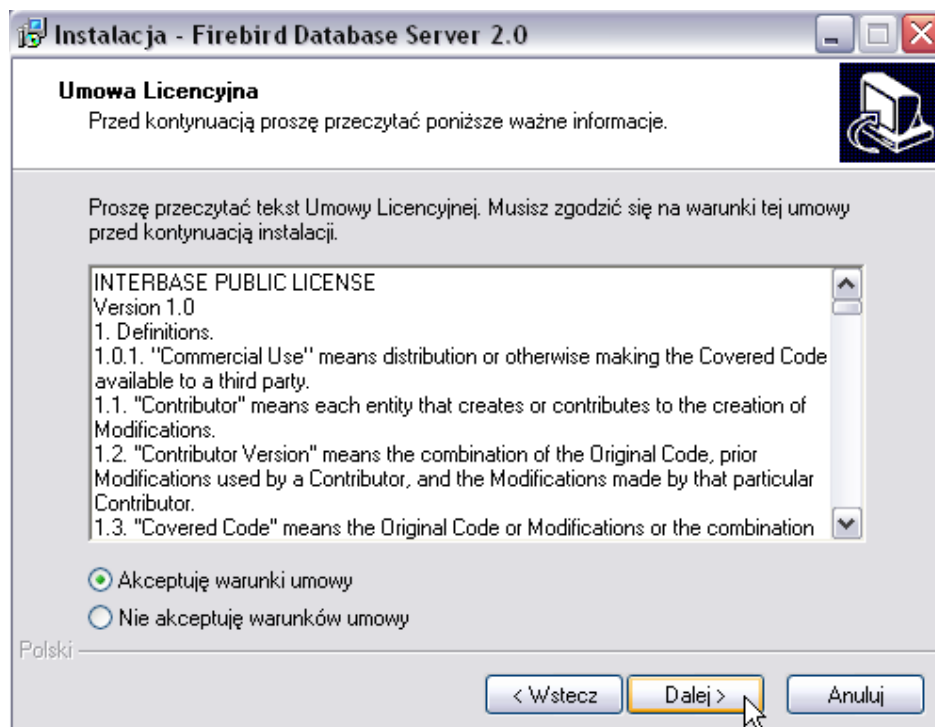 Instalacja - Firebird Database Server 2.0
Umowa Licencyjna
Przed kontynuacją proszę przeczytać poniższe ważne informacje.
Proszę przeczytać tekst Umowy Licencyjnej. Musisz zgodzić się na warunki tej umowy
przed kontynuacją instalacji.
INTERBASE PUBLIC LICENSE
Version 1.0
1. Definitions.
1.0.1. "Commercial Use" means distribution or otherwise making the Covered Code
available to a third party.
1.1. "Contributor" means each entity that creates or contributes to the creation of
Modifications.
1.2. "Contributor Version" means the combination of the Original Code, prior
Modifications used by a Contributor, and the Modifications made by that particular
Contributor.
1.3. "Covered Code" means the Original Code or Modifications or the combination
Akceptuję warunki umowy
Nie akceptuję warunków umowy
Polski
< Wstecz Dalej > Anuluj